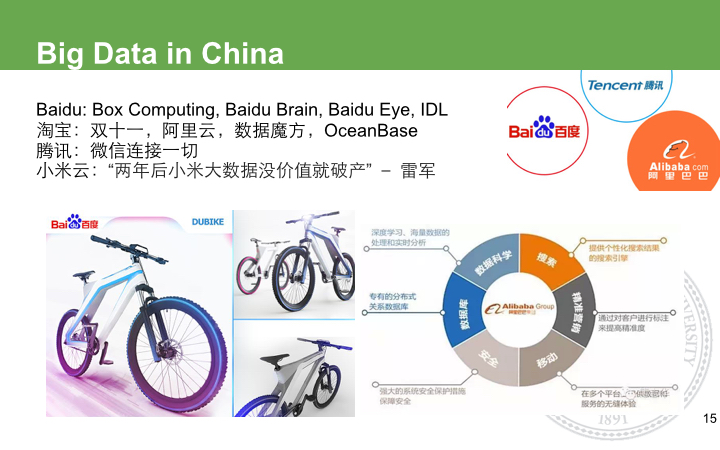 Big Data in China
Baidu: Box Computing, Baidu Brain, Baidu Eye, IDL
淘宝：双十一，阿里云，数据魔方，OceanBase
腾讯：微信连接一切
小米云：“两年后小米大数据没价值就破产” – 雷军
Tencent 腾讯
Baidu 百度
Alibaba.com
阿里巴巴
Baidu 百度
DUBIKE
深度学习、海量数据的
处理和实时分析
数据科学
搜索
提供个性化搜索结果
的搜索引擎
专有的分布式
关系数据库
数据库
Alibaba Group
阿里巴巴集团
精准营销
通过对客户进行标注
来提高精准度
安全
移动
强大的系统安全保护措施
保障安全
在多个平台
服务的无缝体验
VERSITY
1891
15